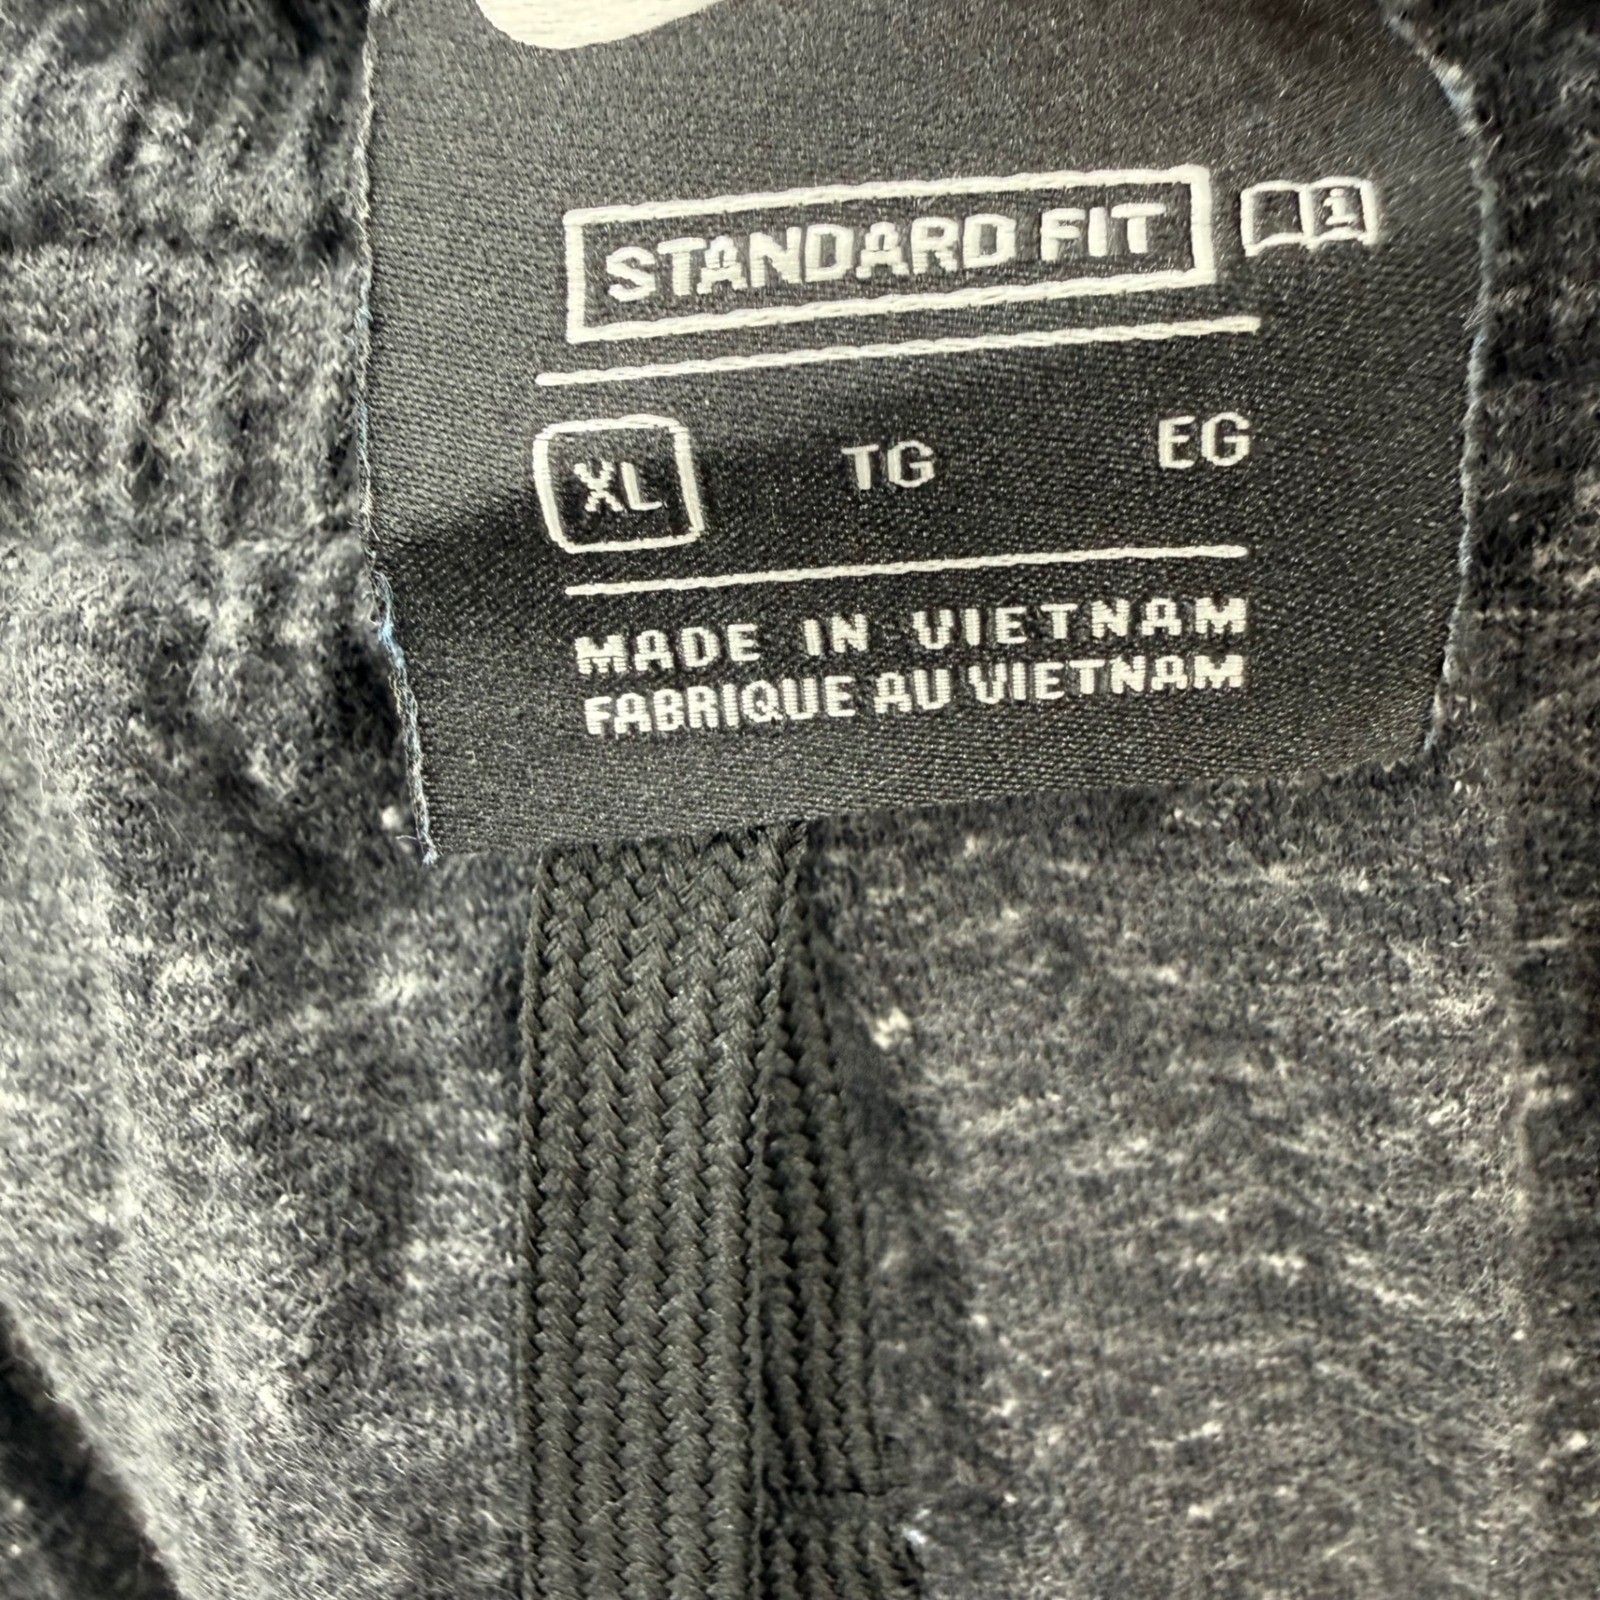 STANDARD FIT i
XL TG EG
MADE IN VIETNAM
FABRIQUE AU VIETNAM